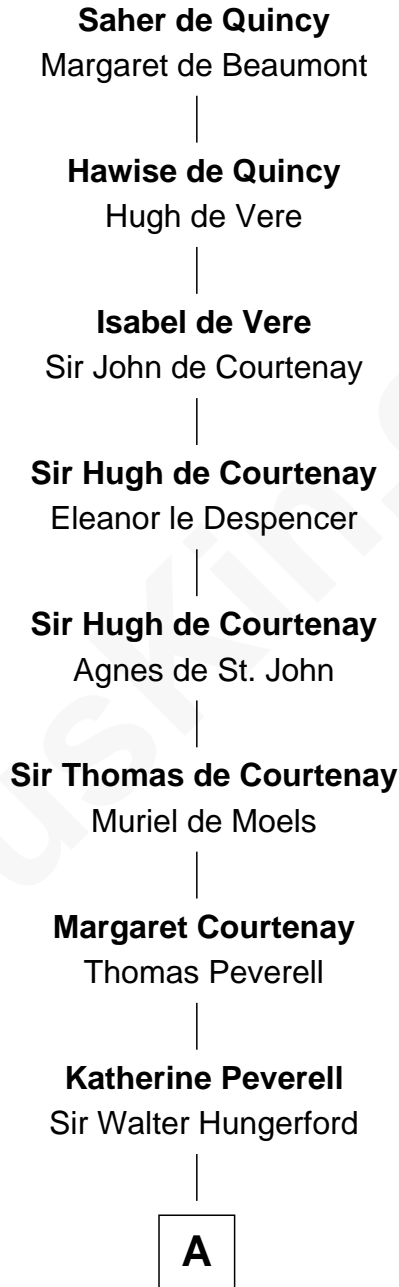 Saher de Quincy
Margaret de Beaumont
Hawise de Quincy
Hugh de Vere
Isabel de Vere
Sir John de Courtenay
Sir Hugh de Courtenay
Eleanor le Despencer
Sir Hugh de Courtenay
Agnes de St. John
Sir Thomas de Courtenay
Muriel de Moels
Margaret Courtenay
Thomas Peverell
Katherine Peverell
Sir Walter Hungerford
A